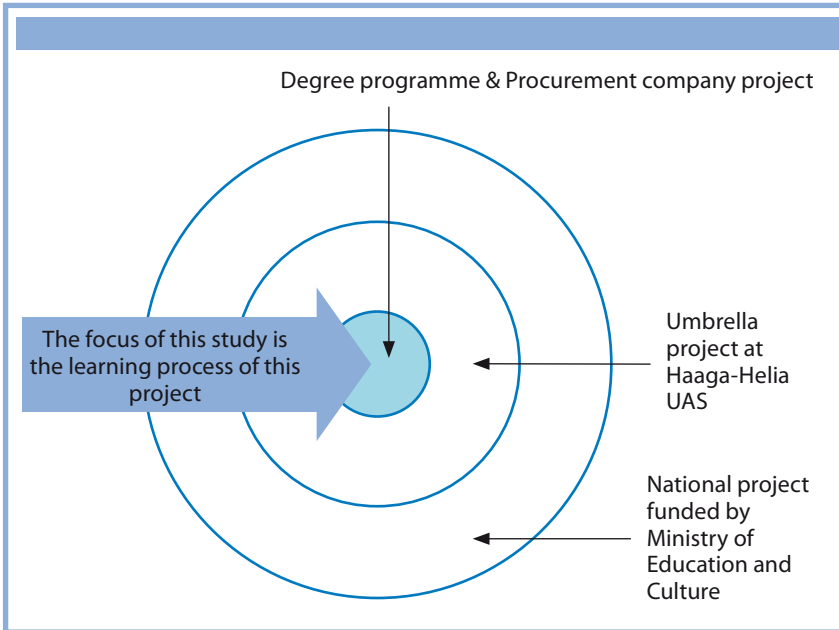 Degree programme & Procurement company project
The focus of this study is
the learning process of this
project
Umbrella
project at
Haaga-Helia
UAS
National project
funded by
Ministry of
Education and
Culture